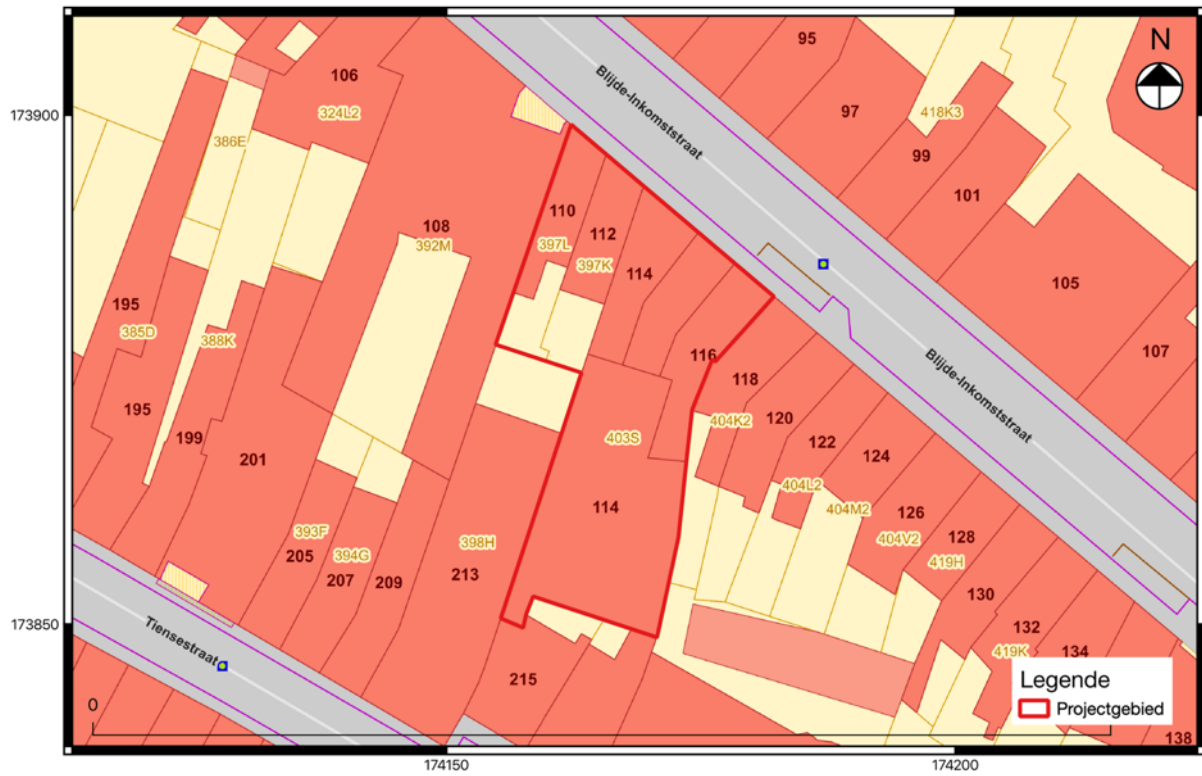 95
N
106
97
324L2
418K3
173900
386E
99
Blijde-Inkomststraat
101
110
108
112
392M
397L
397K
114
105
195
385D
388K
107
116
118
Blijde-Inkomststraat
195
404K2
120
199
403S
122
201
124
404L2
114
404M2
126
393F
398H
404V2
128
205
394G
419H
207
209
213
130
173850
Tiensestraat
132
419K
134
215
Legende
Projectgebied
0
138
174150
174200